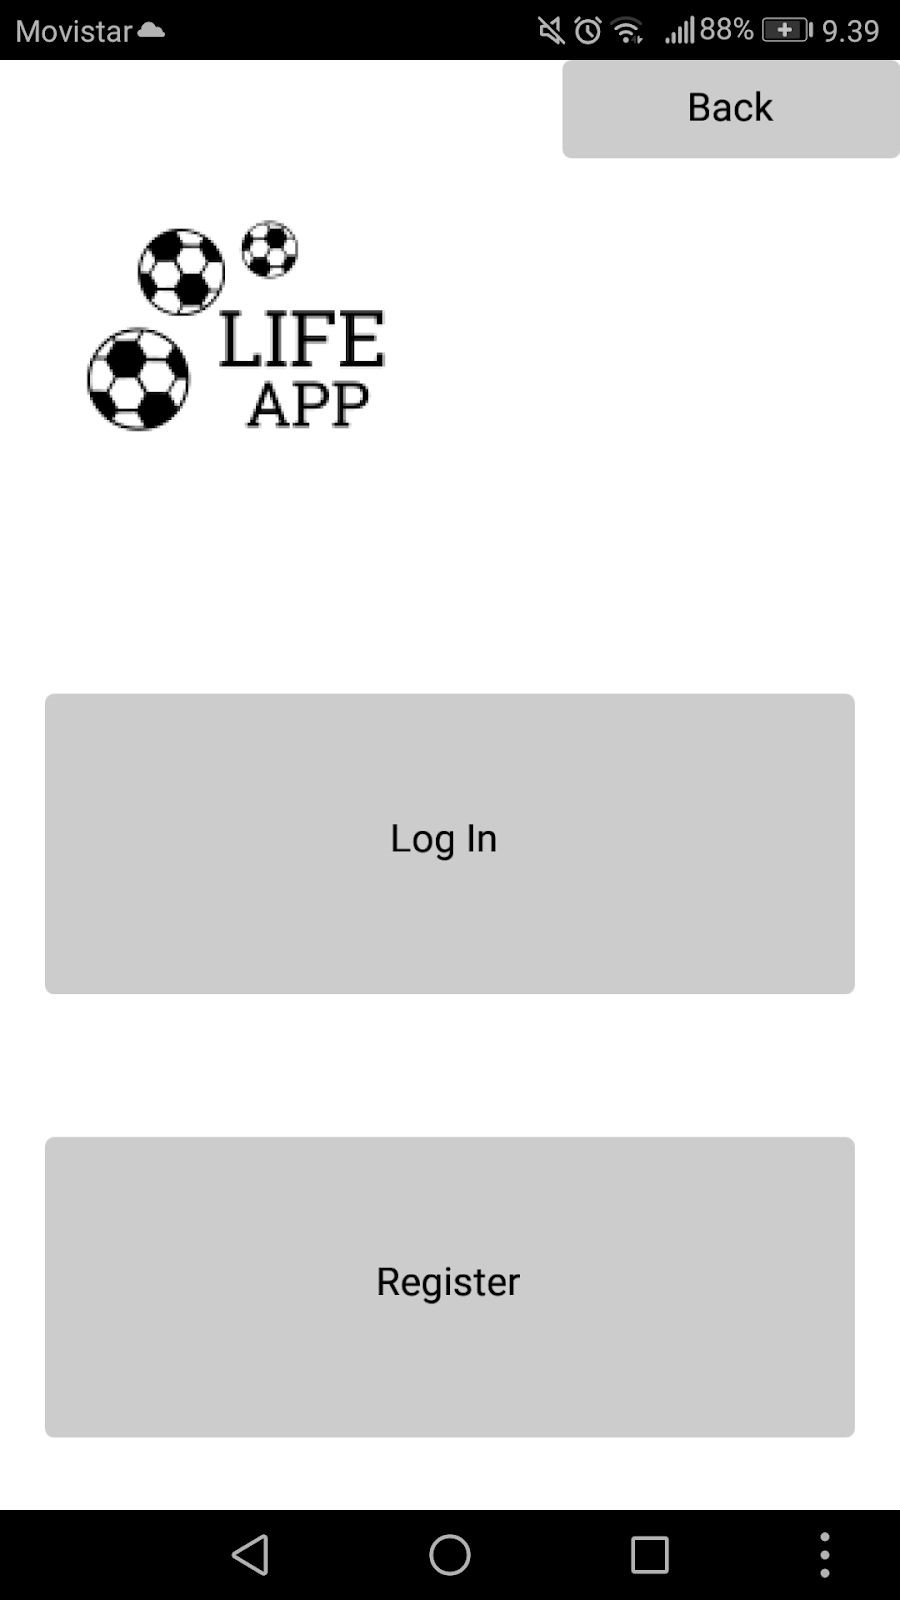 Movistar 88% 9.39
Back
LIFE
APP
Log In
Register